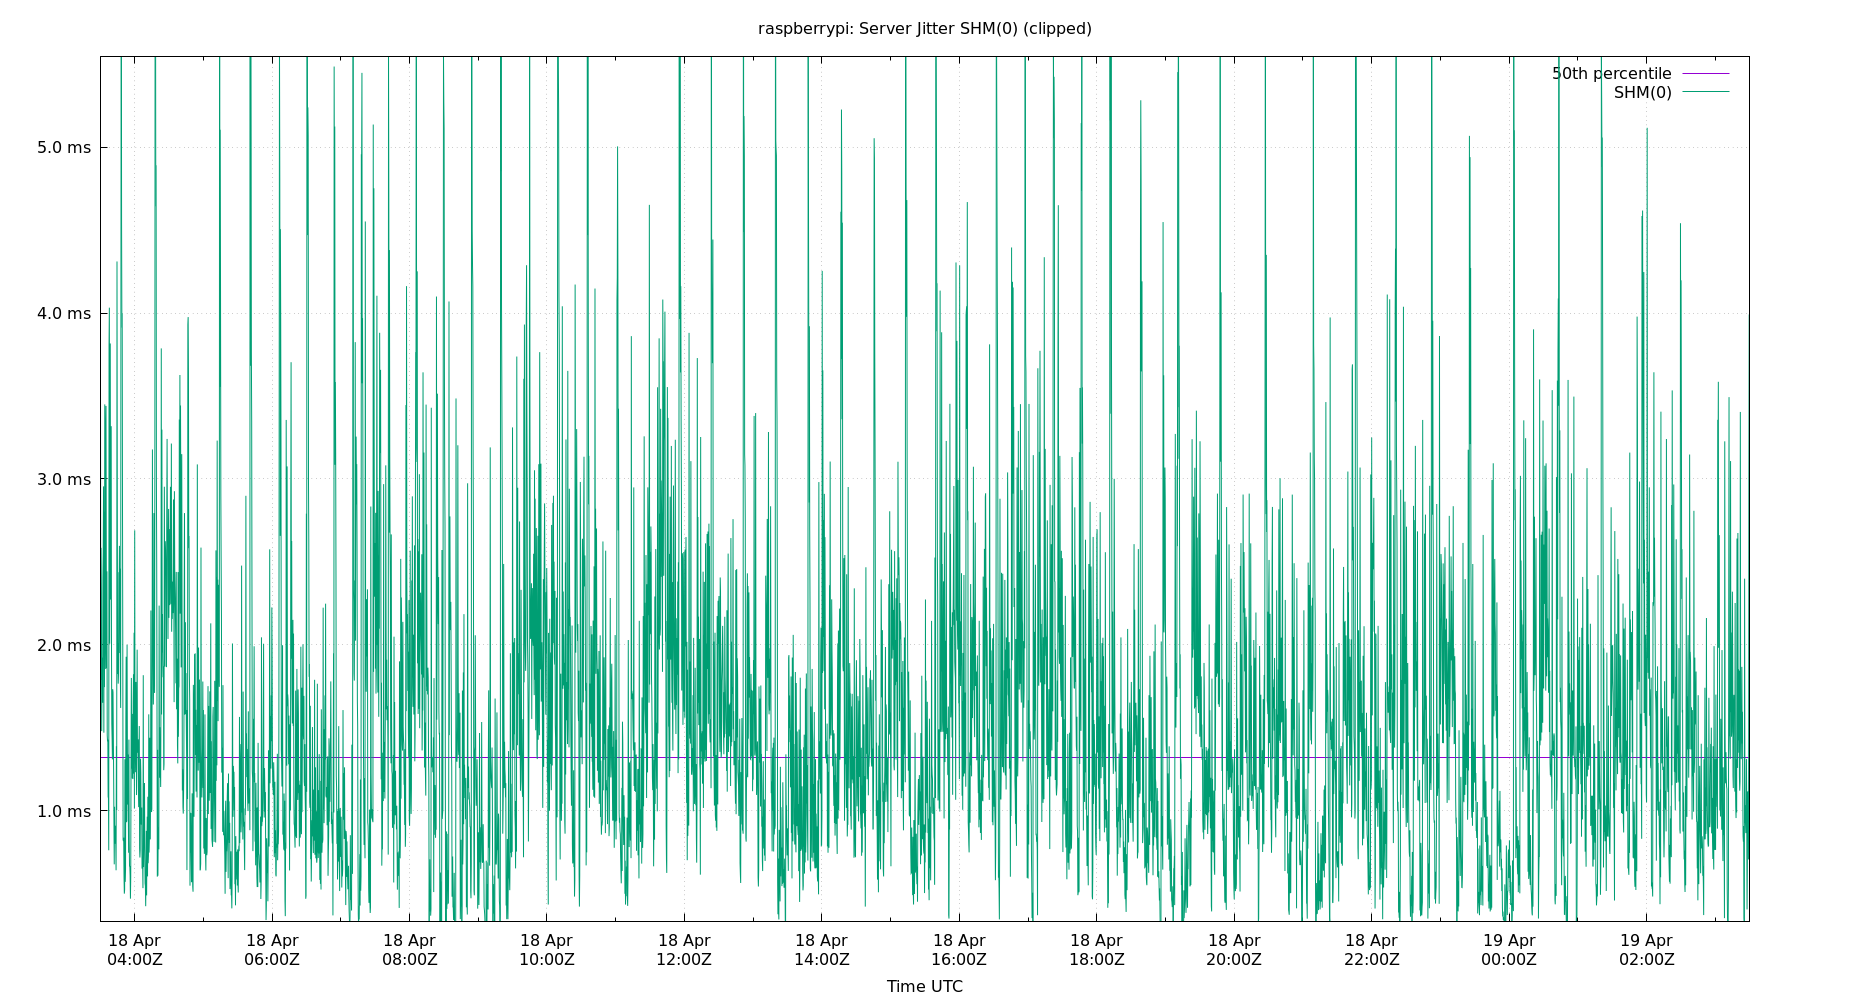 raspberrypi: Server Jitter SHM(0) (clipped)
50th percentile
SHM(0)
5.0 ms
4.0 ms
3.0 ms
2.0 ms
1.0 ms
18 Apr 18 Apr 18 Apr 18 Apr 18 Apr 18 Apr 18 Apr 18 Apr 18 Apr 18 Apr 19 Apr 19 Apr
04:00Z 06:00Z 08:00Z 10:00Z 12:00Z 14:00Z 16:00Z 18:00Z 20:00Z 22:00Z 00:00Z 02:00Z
Time UTC